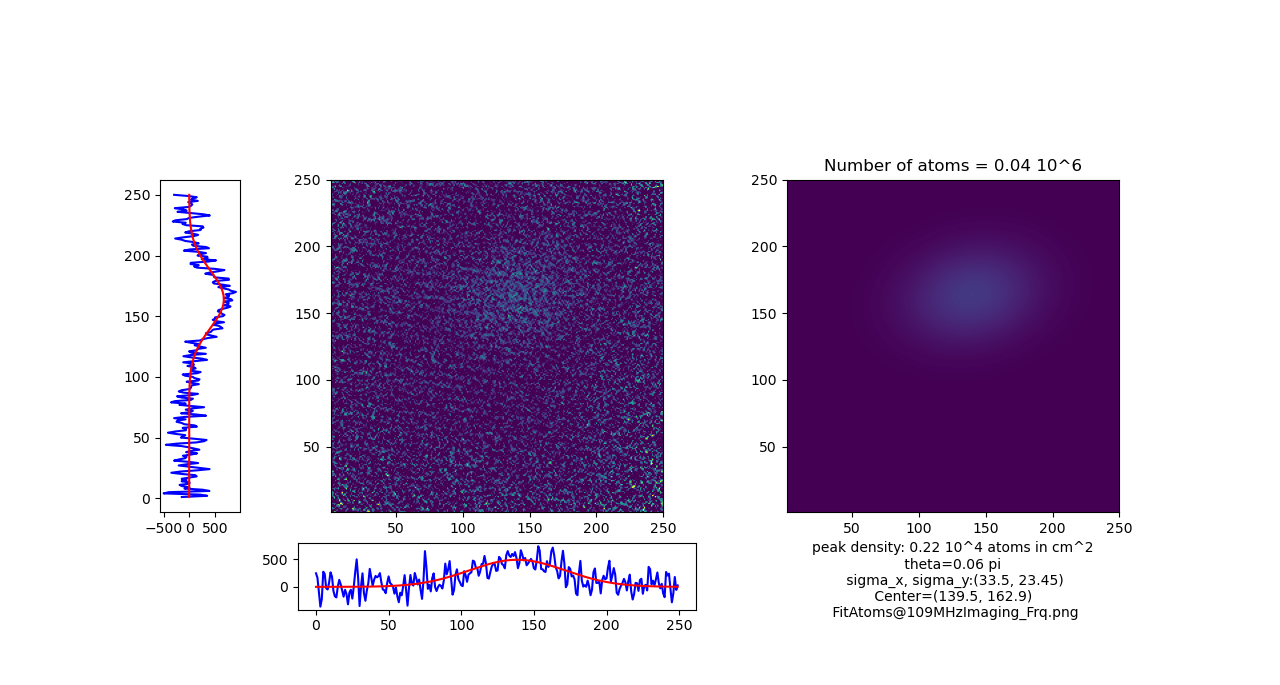 Number of atoms = 0.04 10^6
250
200
150
100
50
0
−500 0 500
250
200
150
100
50
50 100 150 200 250
250
200
150
100
50
50 100 150 200 250
500
0
0 50 100 150 200 250
peak density: 0.22 10^4 atoms in cm^2
theta=0.06 pi
sigma_x, sigma_y:(33.5, 23.45)
Center=(139.5, 162.9)
FitAtoms@109MHzImaging_Frq.png